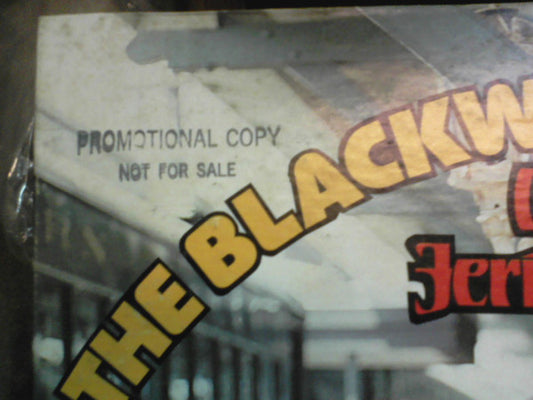 PROMOTIONAL COPY
NOT FOR SALE
THE BLACKW
Jeri